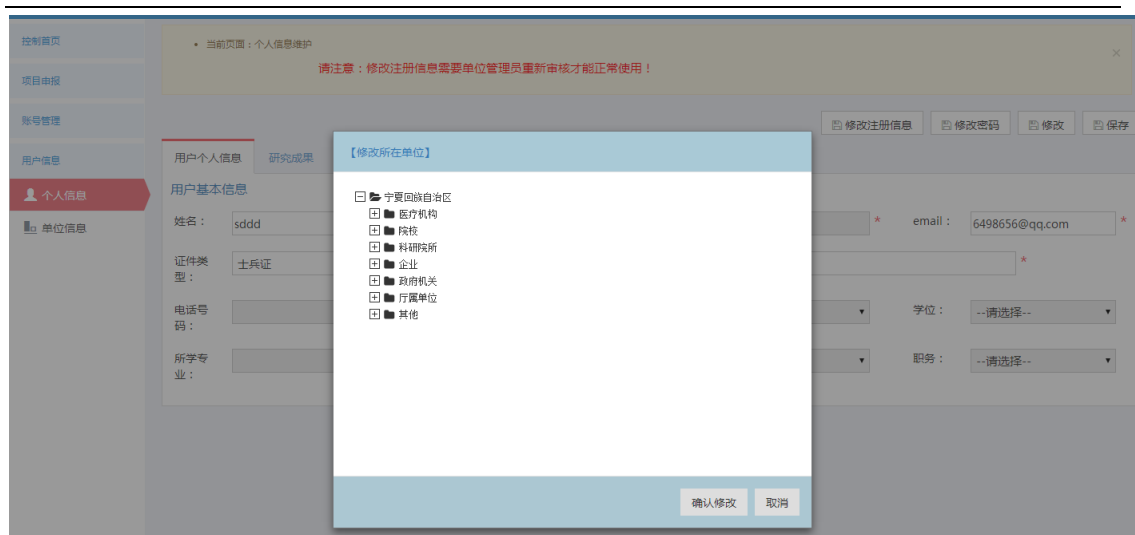 控制首页
项目申报
账号管理
用户信息
个人信息
单位信息
当前页面：个人信息维护
×
请注意：修改注册信息需要单位管理员重新审核才能正常使用！
修改注册信息
修改密码
修改
保存
用户个人信息
研究成果
用户基本信息
姓名：
sddd
*
email：
6498656@qq.com
*
证件类
型：
士兵证
*
电话号
码：
学位：
--请选择--
所学专
业：
职务：
--请选择--
【修改所在单位】
宁夏回族自治区
医疗机构
院校
科研院所
企业
政府机关
厅属单位
其他
确认修改
取消